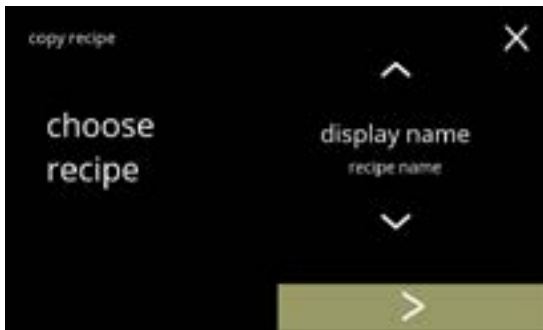 copy recipe
choose
recipe
display name
recipe name